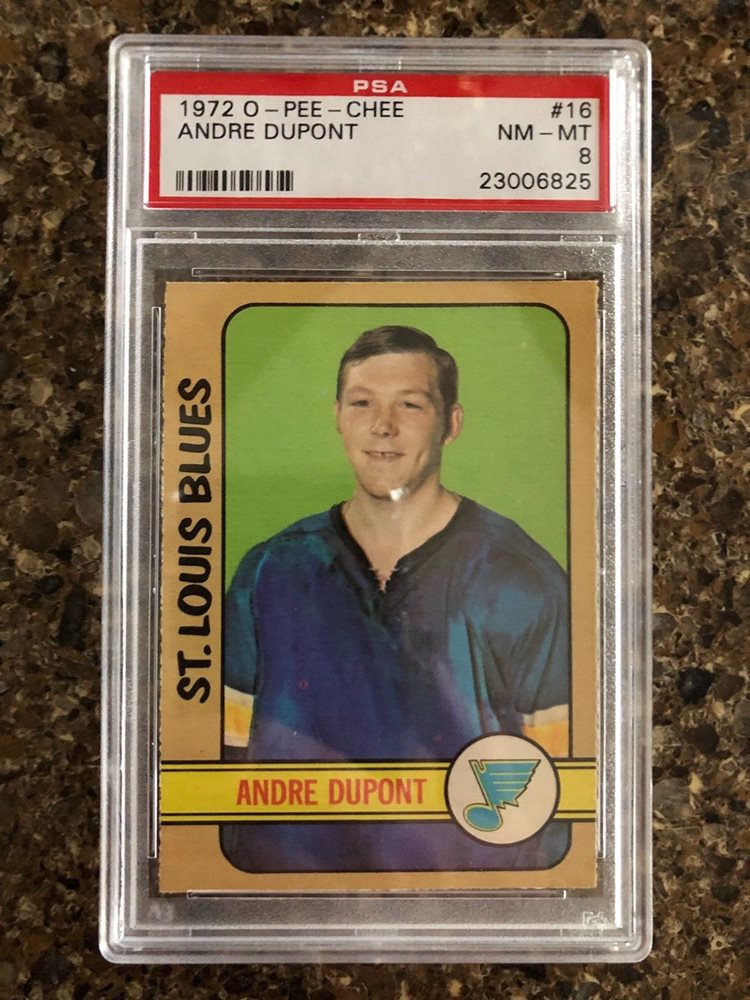 PSA
1972 O-PEE-CHEE #16
ANDRE DUPONT NM-MT
8
23006825
ST. LOUIS BLUES
ANDRE DUPONT